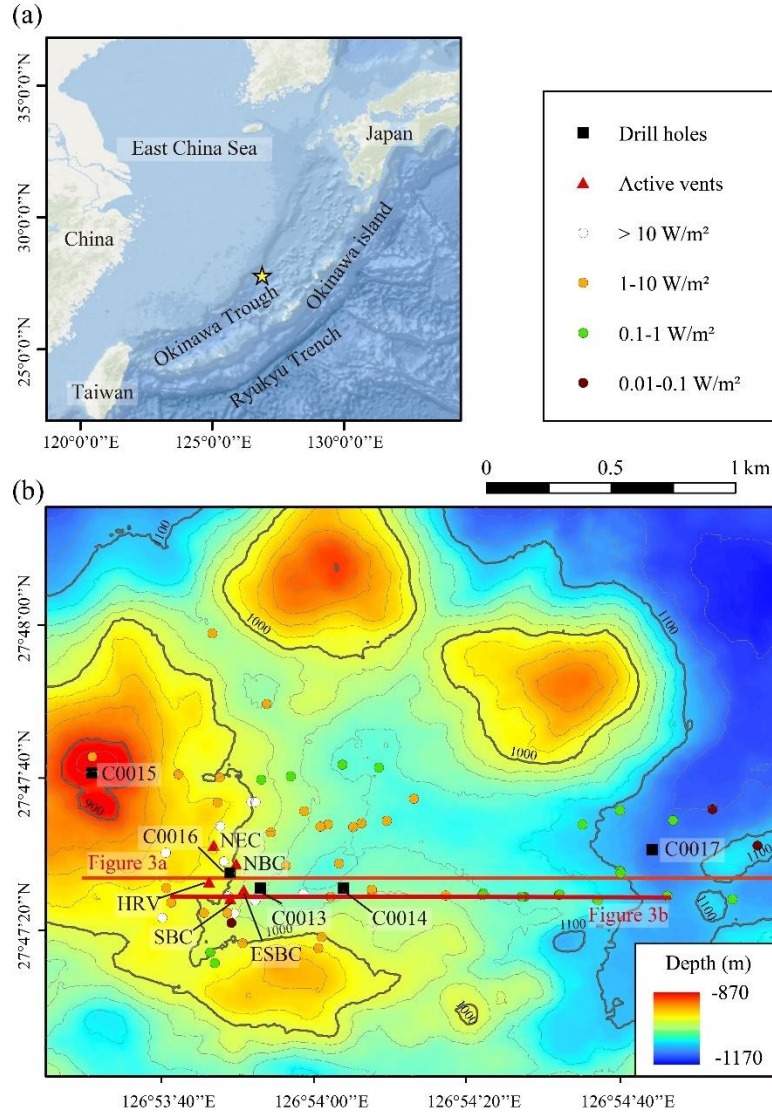 (a)
35°0'0"N
30°0'0"N
25°0'0"N
East China Sea
Japan
China
Okinawa Trough
Okinawa island
Ryukyu Trench
Taiwan
120°0'0"E
125°0'0"E
130°0'0"E
Drill holes
Active vents
> 10 W/m²
1-10 W/m²
0.1-1 W/m²
0.01-0.1 W/m²
0 0.5 1 km
(b)
27°48'00"N
27°47'40"N
27°47'20"N
1100
1000
1100
1000
900
C0015
C0016
NEC
NBC
C0017
Figure 3a
1100
HRV
C0013
C0014
Figure 3b
1100
SBC
1000
ESBC
1100
1000
Depth (m)
-870
-1170
126°53'40"E
126°54'00"E
126°54'20"E
126°54'40"E